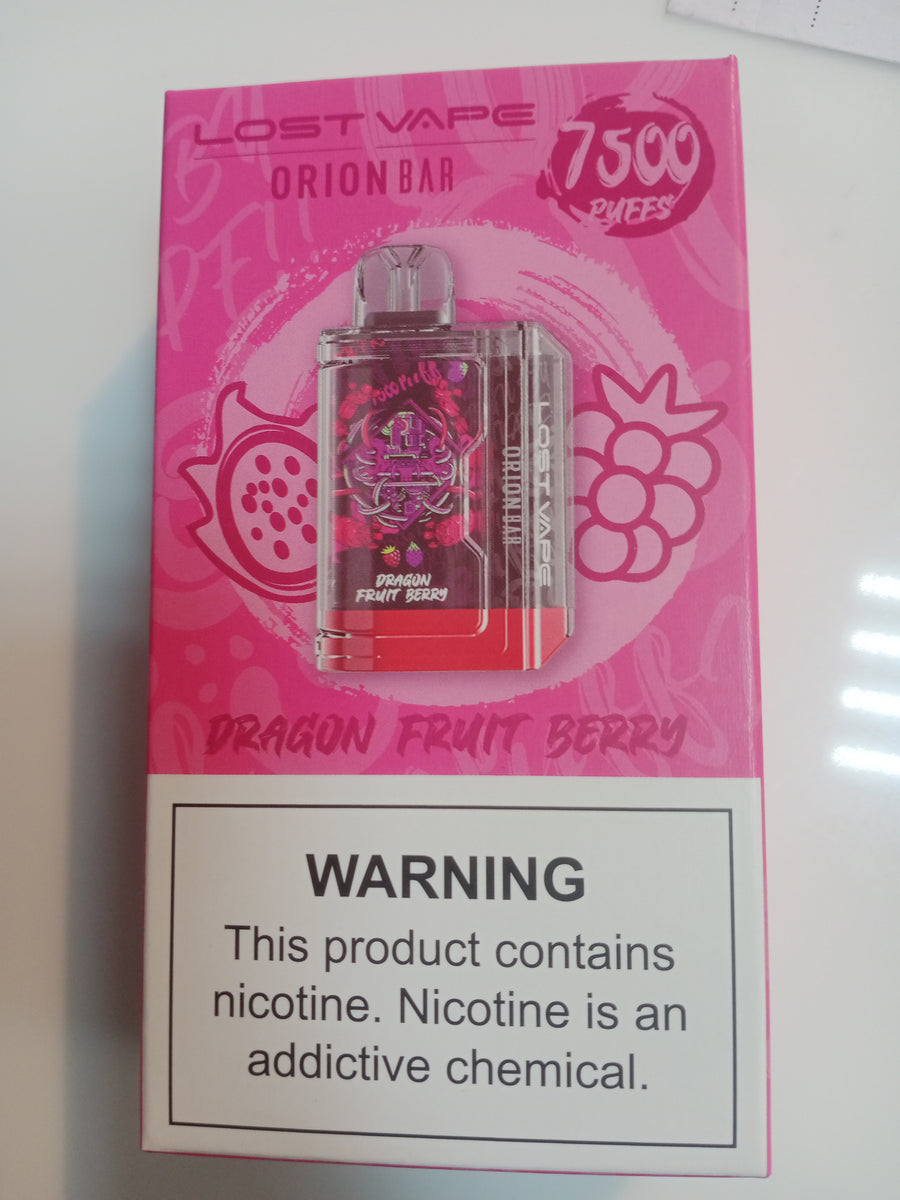 LOST VAPE
ORION BAR
7500
PUFFS
LOST VAPE
ORION BAR
DRAGON
FRUIT BERRY
DRAGON FRUIT BERRY
WARNING
This product contains
nicotine. Nicotine is an
addictive chemical.